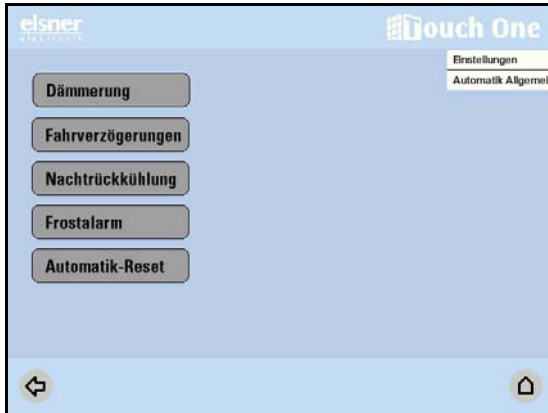 elsner
elektronik
Touch One
Einstellungen
Automatik Allgemei
Dämmerung
Fahrverzögerungen
Nachtrückkühlung
Frostalarm
Automatik-Reset